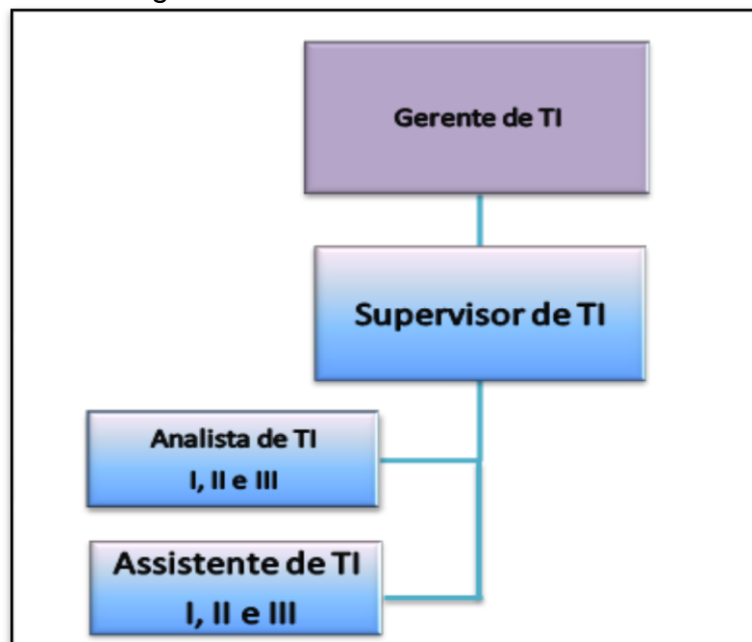 Gerente de TI
Supervisor de TI
Analista de TI
I, II e III
Assistente de TI
I, II e III